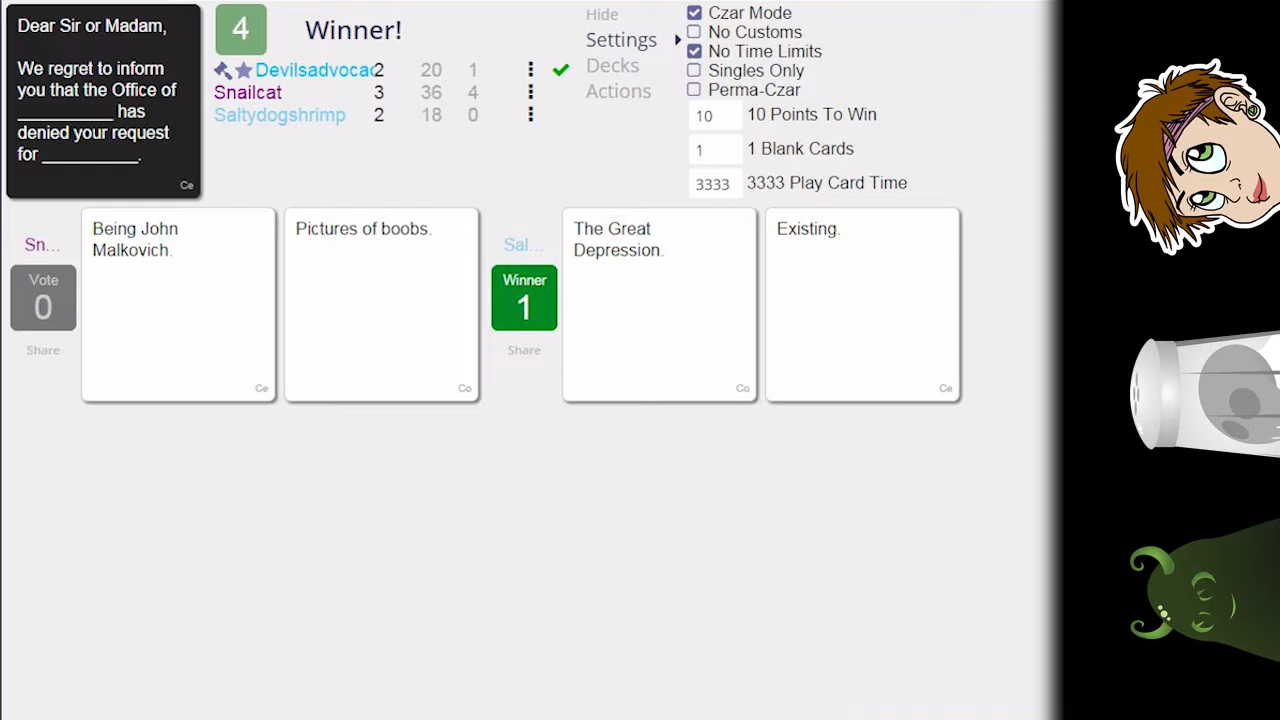 Dear Sir or Madam,
We regret to inform
you that the Office of
__________ has
denied your request
for __________.
Ce
4
Winner!
Devilsadvocac 2 20 1
Snailcat 3 36 4
Saltydogshrimp 2 18 0
Hide
Settings
Decks
Actions
Czar Mode
No Customs
No Time Limits
Singles Only
Perma-Czar
10 10 Points To Win
1 1 Blank Cards
3333 3333 Play Card Time
Sn...
Vote
0
Share
Being John
Malkovich.
Ce
Pictures of boobs.
Co
Sal...
Winner
1
Share
The Great
Depression.
Co
Existing.
Ce